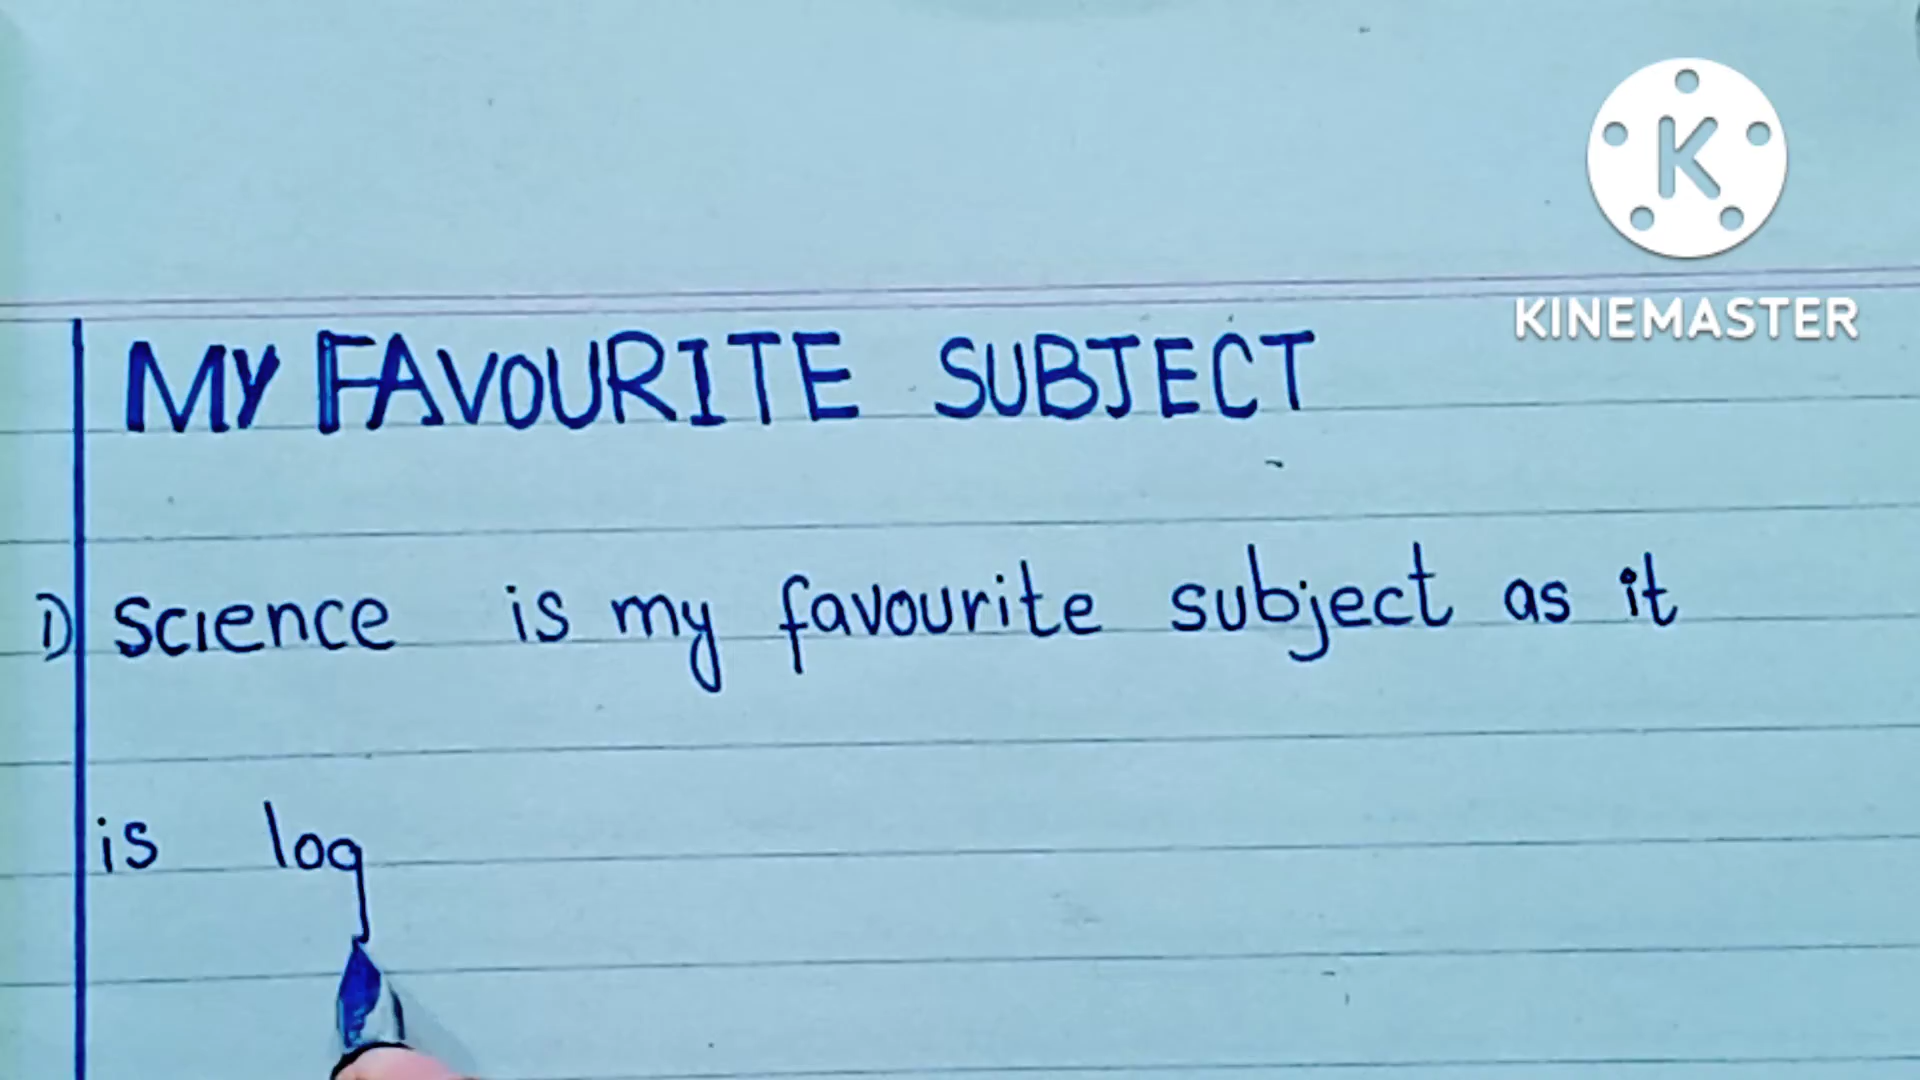 K
KINEMASTER
MY FAVOURITE SUBJECT
1) Science is my favourite subject as it
is log